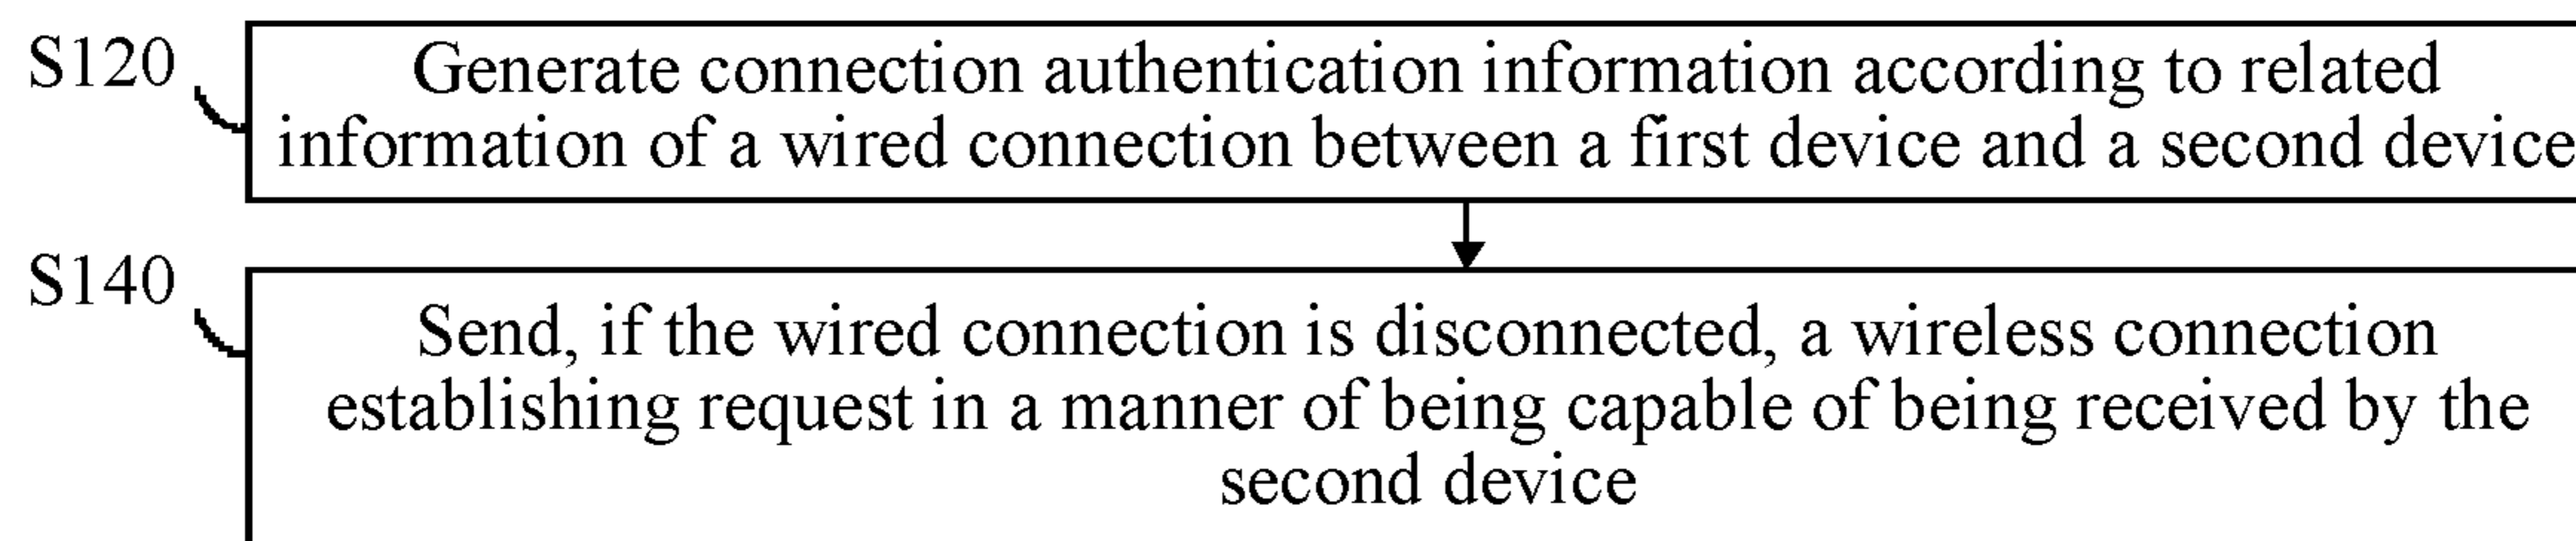 S120
Generate connection authentication information according to related
information of a wired connection between a first device and a second device
S140
Send, if the wired connection is disconnected, a wireless connection
establishing request in a manner of being capable of being received by the
second device